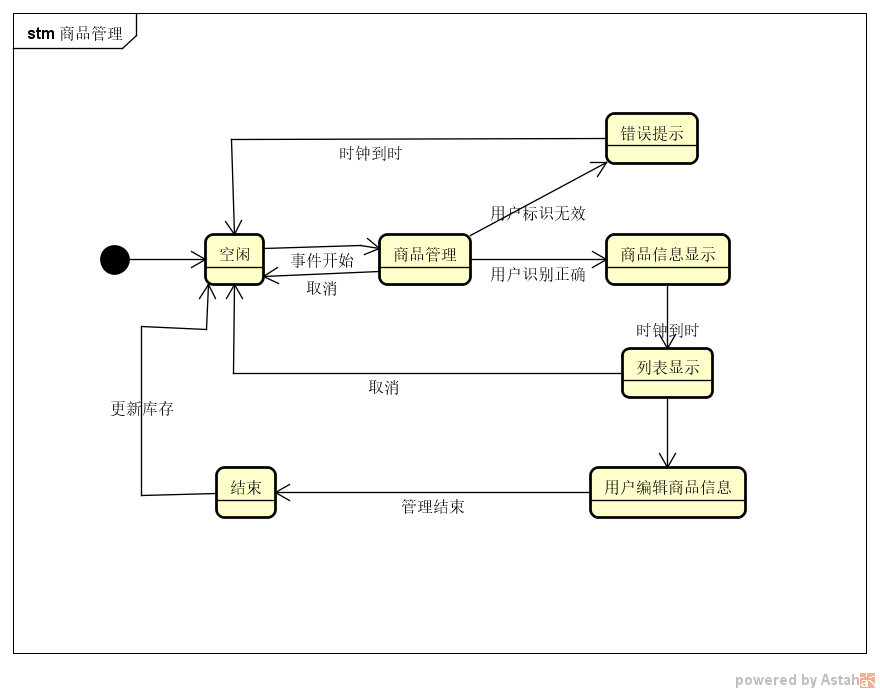 stm 商品管理
错误提示
时钟到时
用户标识无效
空闲
商品管理
商品信息显示
事件开始
用户识别正确
取消
时钟到时
列表显示
取消
更新库存
结束
用户编辑商品信息
管理结束
powered by Astah